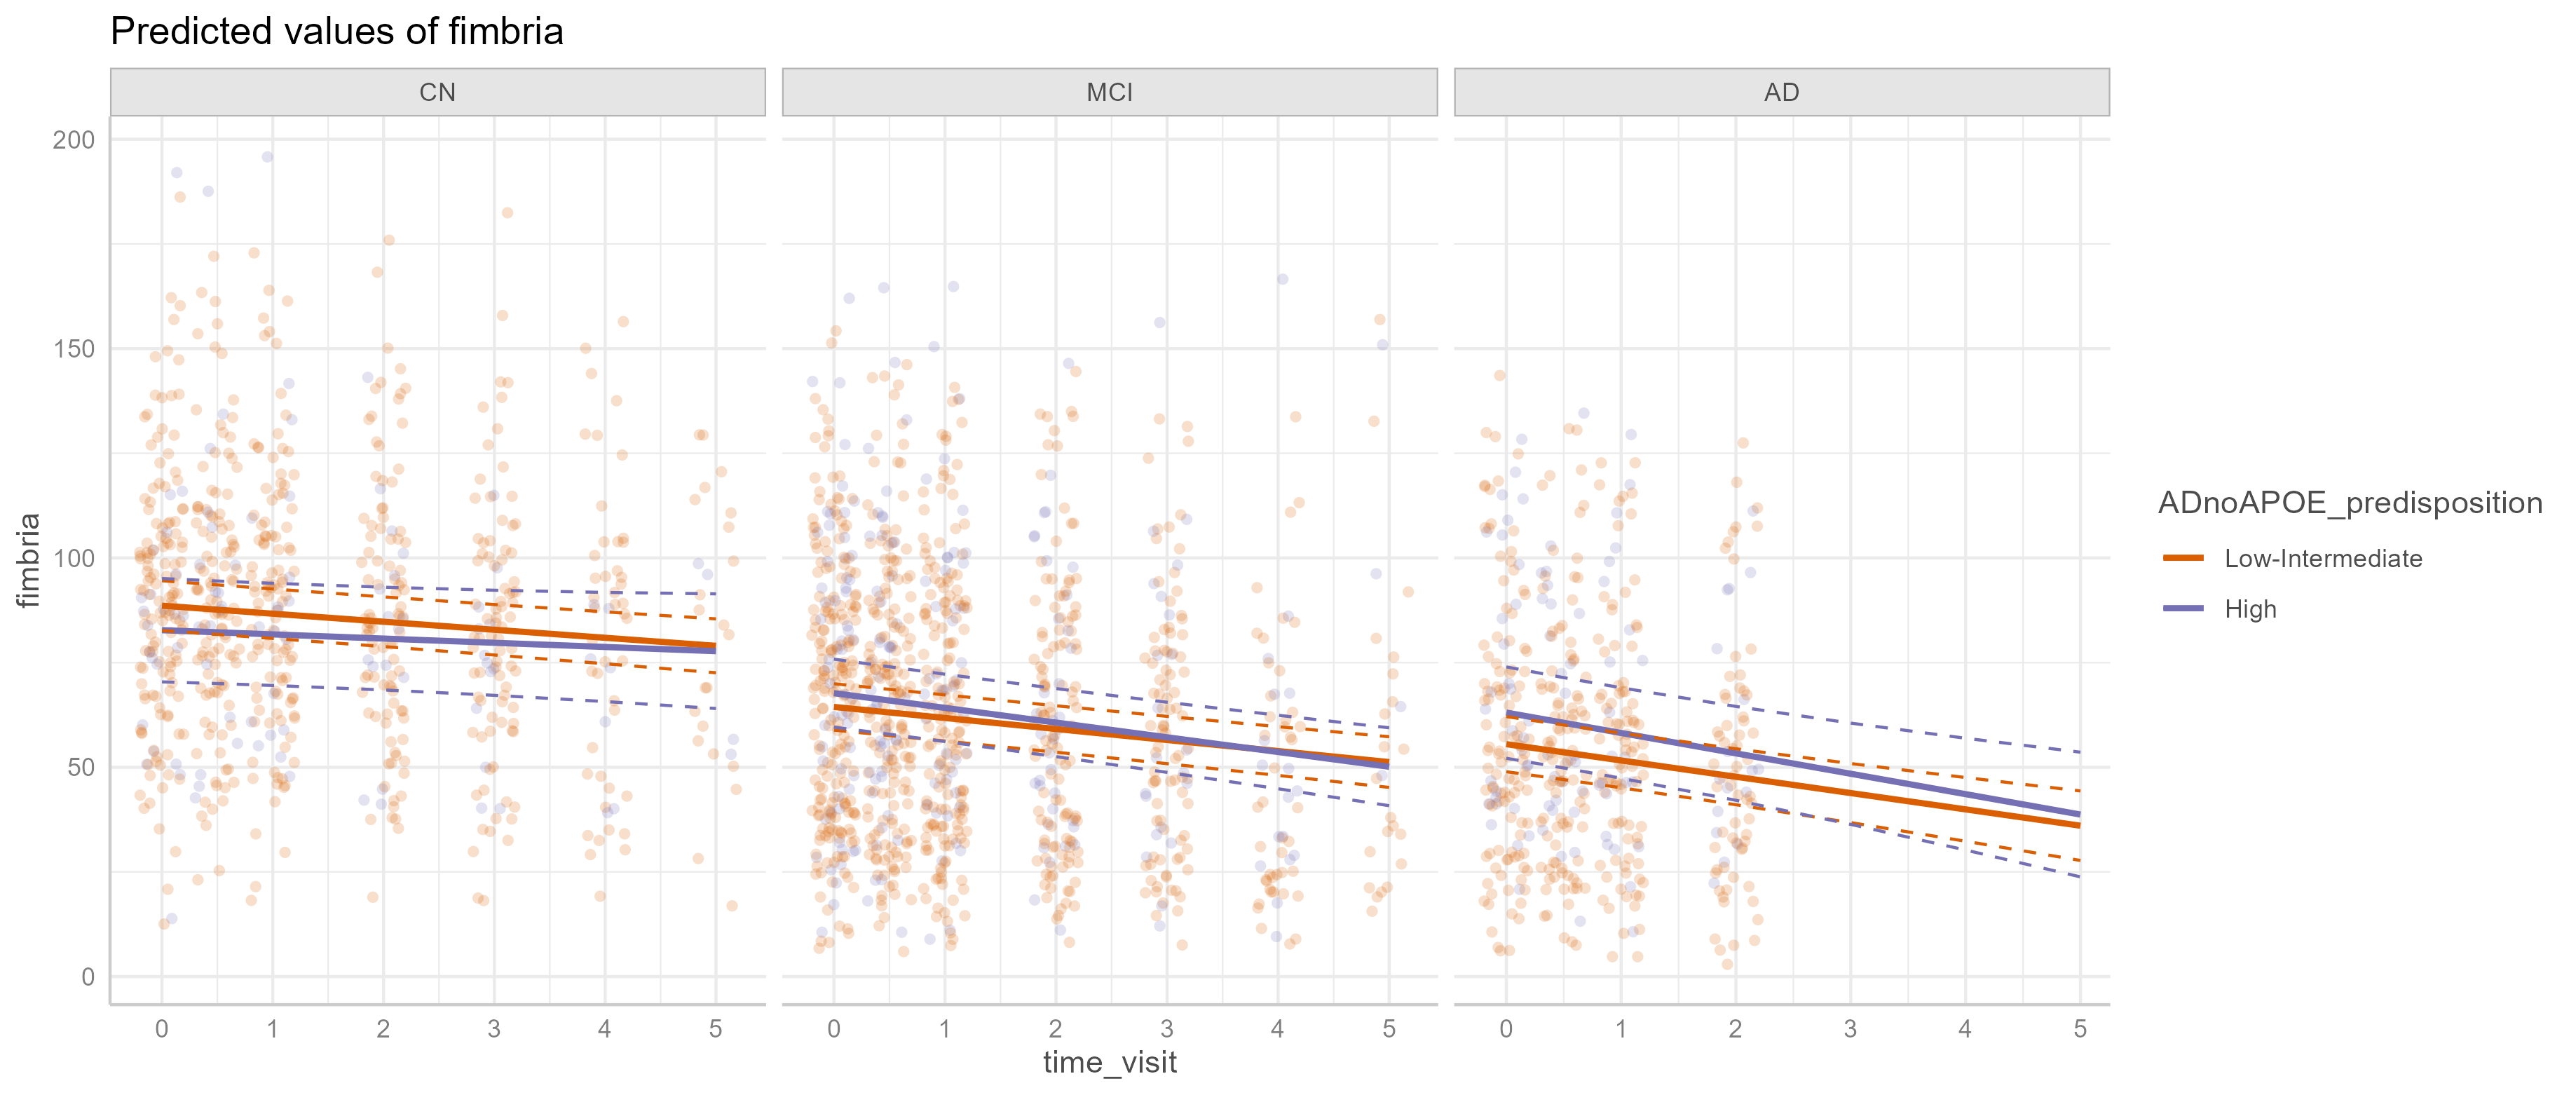 Predicted values of fimbria
CN MCI AD
200
150
100
50
0
fimbria
0 1 2 3 4 5 0 1 2 3 4 5 0 1 2 3 4 5
time_visit
ADnoAPOE_predisposition
Low-Intermediate
High